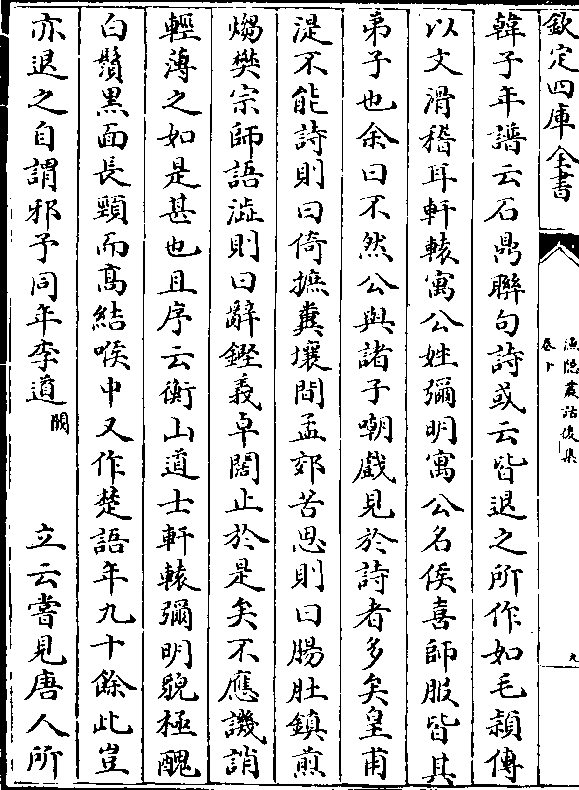 欽定四庫全書
漁隱叢話後集
卷十
九
韓子年譜云石鼎聯句詩或云皆退之所作如毛穎傳
以文滑稽耳軒轅寓公姓彌明寓公名侯喜師服皆其
弟子也余曰不然公與諸子嘲戲見於詩者多矣皇甫
湜不能詩則曰掎摭糞壤間孟郊苦思則曰腸肚鎮煎
㷅樊宗師語澁則曰辭鏗義卓闊止於是矣不應譏誚
輕薄之如是甚也且序云衡山道士軒轅彌明貌極醜
白鬚黑面長頸而高結喉中又作楚語年九十餘此豈
亦退之自謂邪予同年李道闕立云嘗見唐人所